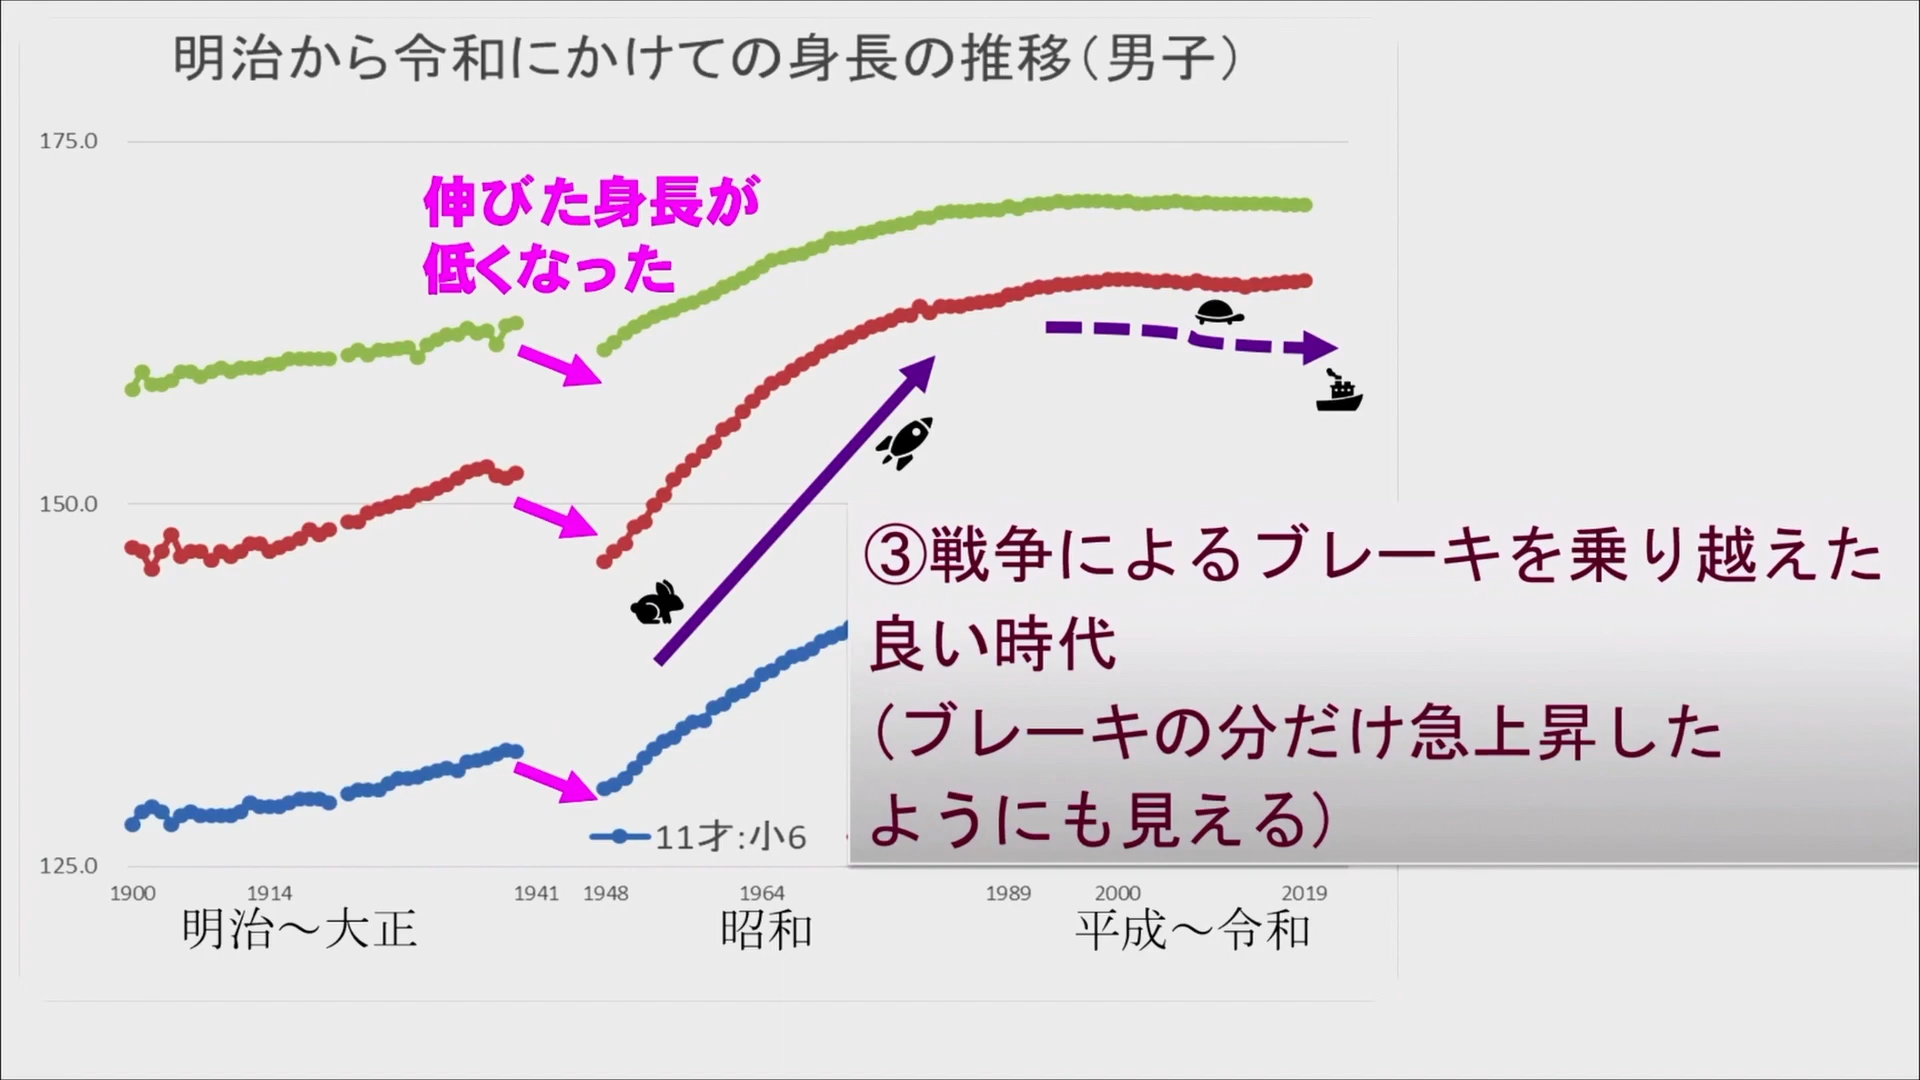 明治から令和にかけての身長の推移(男子)
175.0
伸びた身長が
低くなった
150.0
③戦争によるブレーキを乗り越えた
良い時代
(ブレーキの分だけ急上昇した
ようにも見える)
11才:小6
125.0
1900 1914 1941 1948 1964 1989 2000 2019
明治～大正 昭和 平成～令和